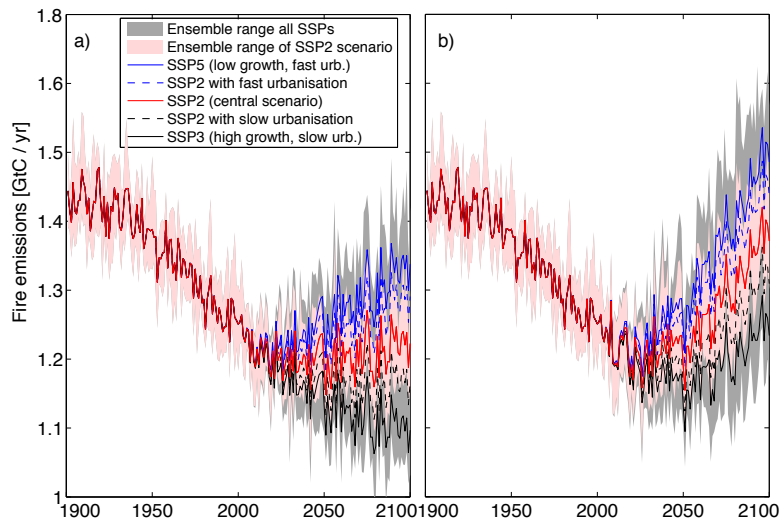 1.8
a)
Ensemble range all SSPs
b)
Ensemble range of SSP2 scenario
1.7
SSP5 (low growth, fast urb.)
SSP2 with fast urbanisation
1.6
SSP2 (central scenario)
SSP2 with slow urbanisation
SSP3 (high growth, slow urb.)
1.5
1.4
1.3
1.2
1.1
1
Fire emissions [GtC / yr]
1900 1950 2000 2050 2100 1900 1950 2000 2050 2100